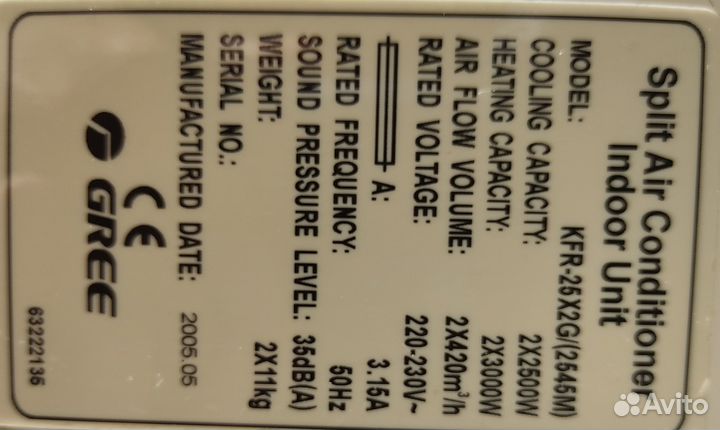 Split Air Conditioner
Indoor Unit
MODEL: KFR-25X2G/(2545M)
COOLING CAPACITY: 2X2500W
HEATING CAPACITY: 2X3000W
AIR FLOW VOLUME: 2X420m³/h
RATED VOLTAGE: 220-230V~
A: 3.15A
RATED FREQUENCY: 50Hz
SOUND PRESSURE LEVEL: 35dB(A)
WEIGHT: 2X11kg
SERIAL NO.:
MANUFACTURED DATE: 2005.05
CE
GREE
63222136
Avito